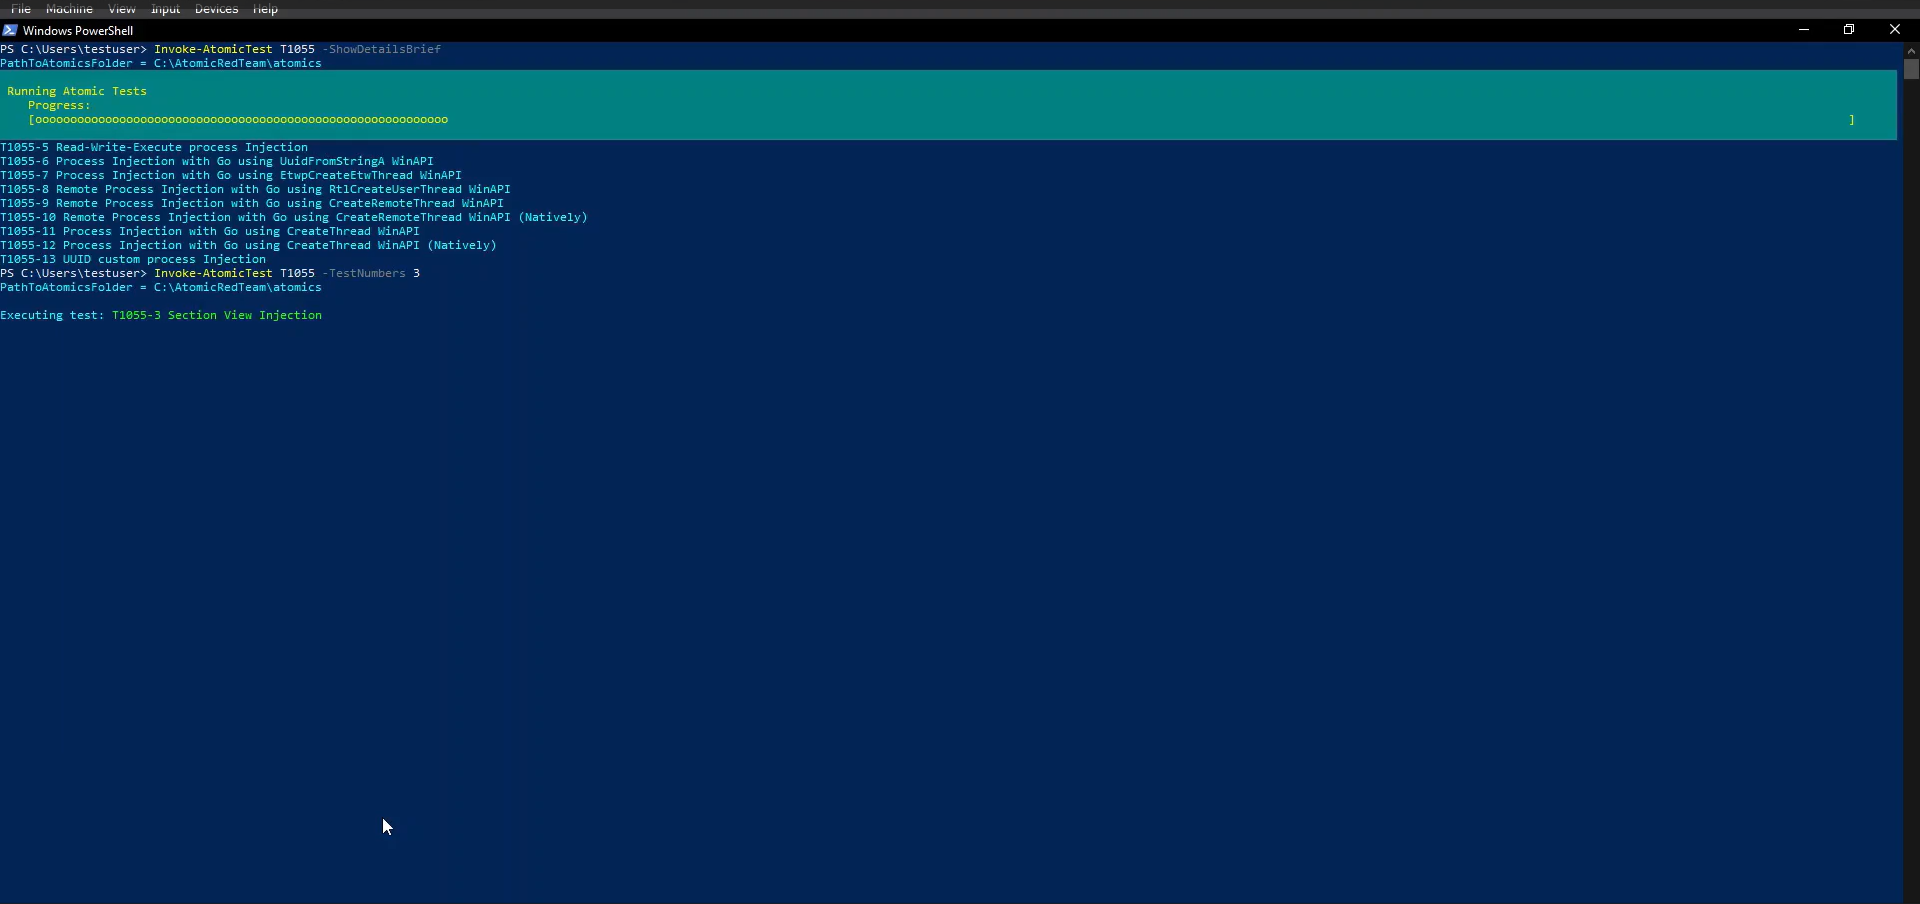 File Machine View Input Devices Help
Windows PowerShell
PS C:\Users\testuser> Invoke-AtomicTest T1055 -ShowDetailsBrief
PathToAtomicsFolder = C:\AtomicRedTeam\atomics
Running Atomic Tests
Progress:
[ooooooooooooooooooooooooooooooooooooooooooooooooooooooooooo ]
T1055-5 Read-Write-Execute process Injection
T1055-6 Process Injection with Go using UuidFromStringA WinAPI
T1055-7 Process Injection with Go using EtwpCreateEtwThread WinAPI
T1055-8 Remote Process Injection with Go using RtlCreateUserThread WinAPI
T1055-9 Remote Process Injection with Go using CreateRemoteThread WinAPI
T1055-10 Remote Process Injection with Go using CreateRemoteThread WinAPI (Natively)
T1055-11 Process Injection with Go using CreateThread WinAPI
T1055-12 Process Injection with Go using CreateThread WinAPI (Natively)
T1055-13 UUID custom process Injection
PS C:\Users\testuser> Invoke-AtomicTest T1055 -TestNumbers 3
PathToAtomicsFolder = C:\AtomicRedTeam\atomics
Executing test: T1055-3 Section View Injection